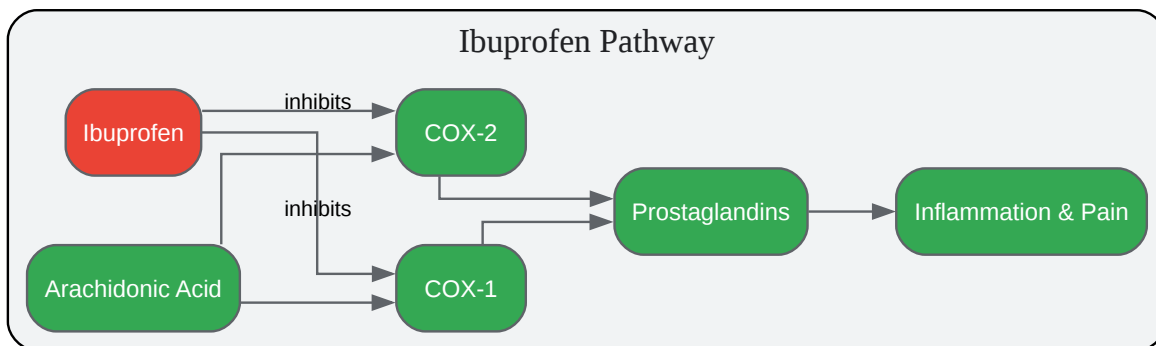 Ibuprofen Pathway
inhibits
Ibuprofen
COX-2
inhibits
Prostaglandins
Inflammation & Pain
Arachidonic Acid
COX-1